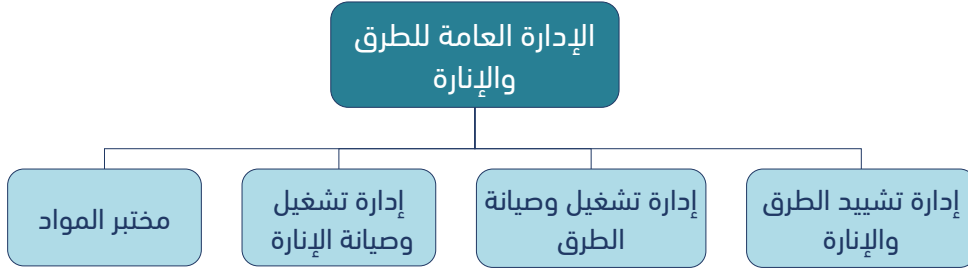 الإدارة العامة للطرق
والإنارة
إدارة تشييد الطرق
والإنارة
إدارة تشغيل وصيانة
الطرق
إدارة تشغيل
وصيانة الإنارة
مختبر المواد